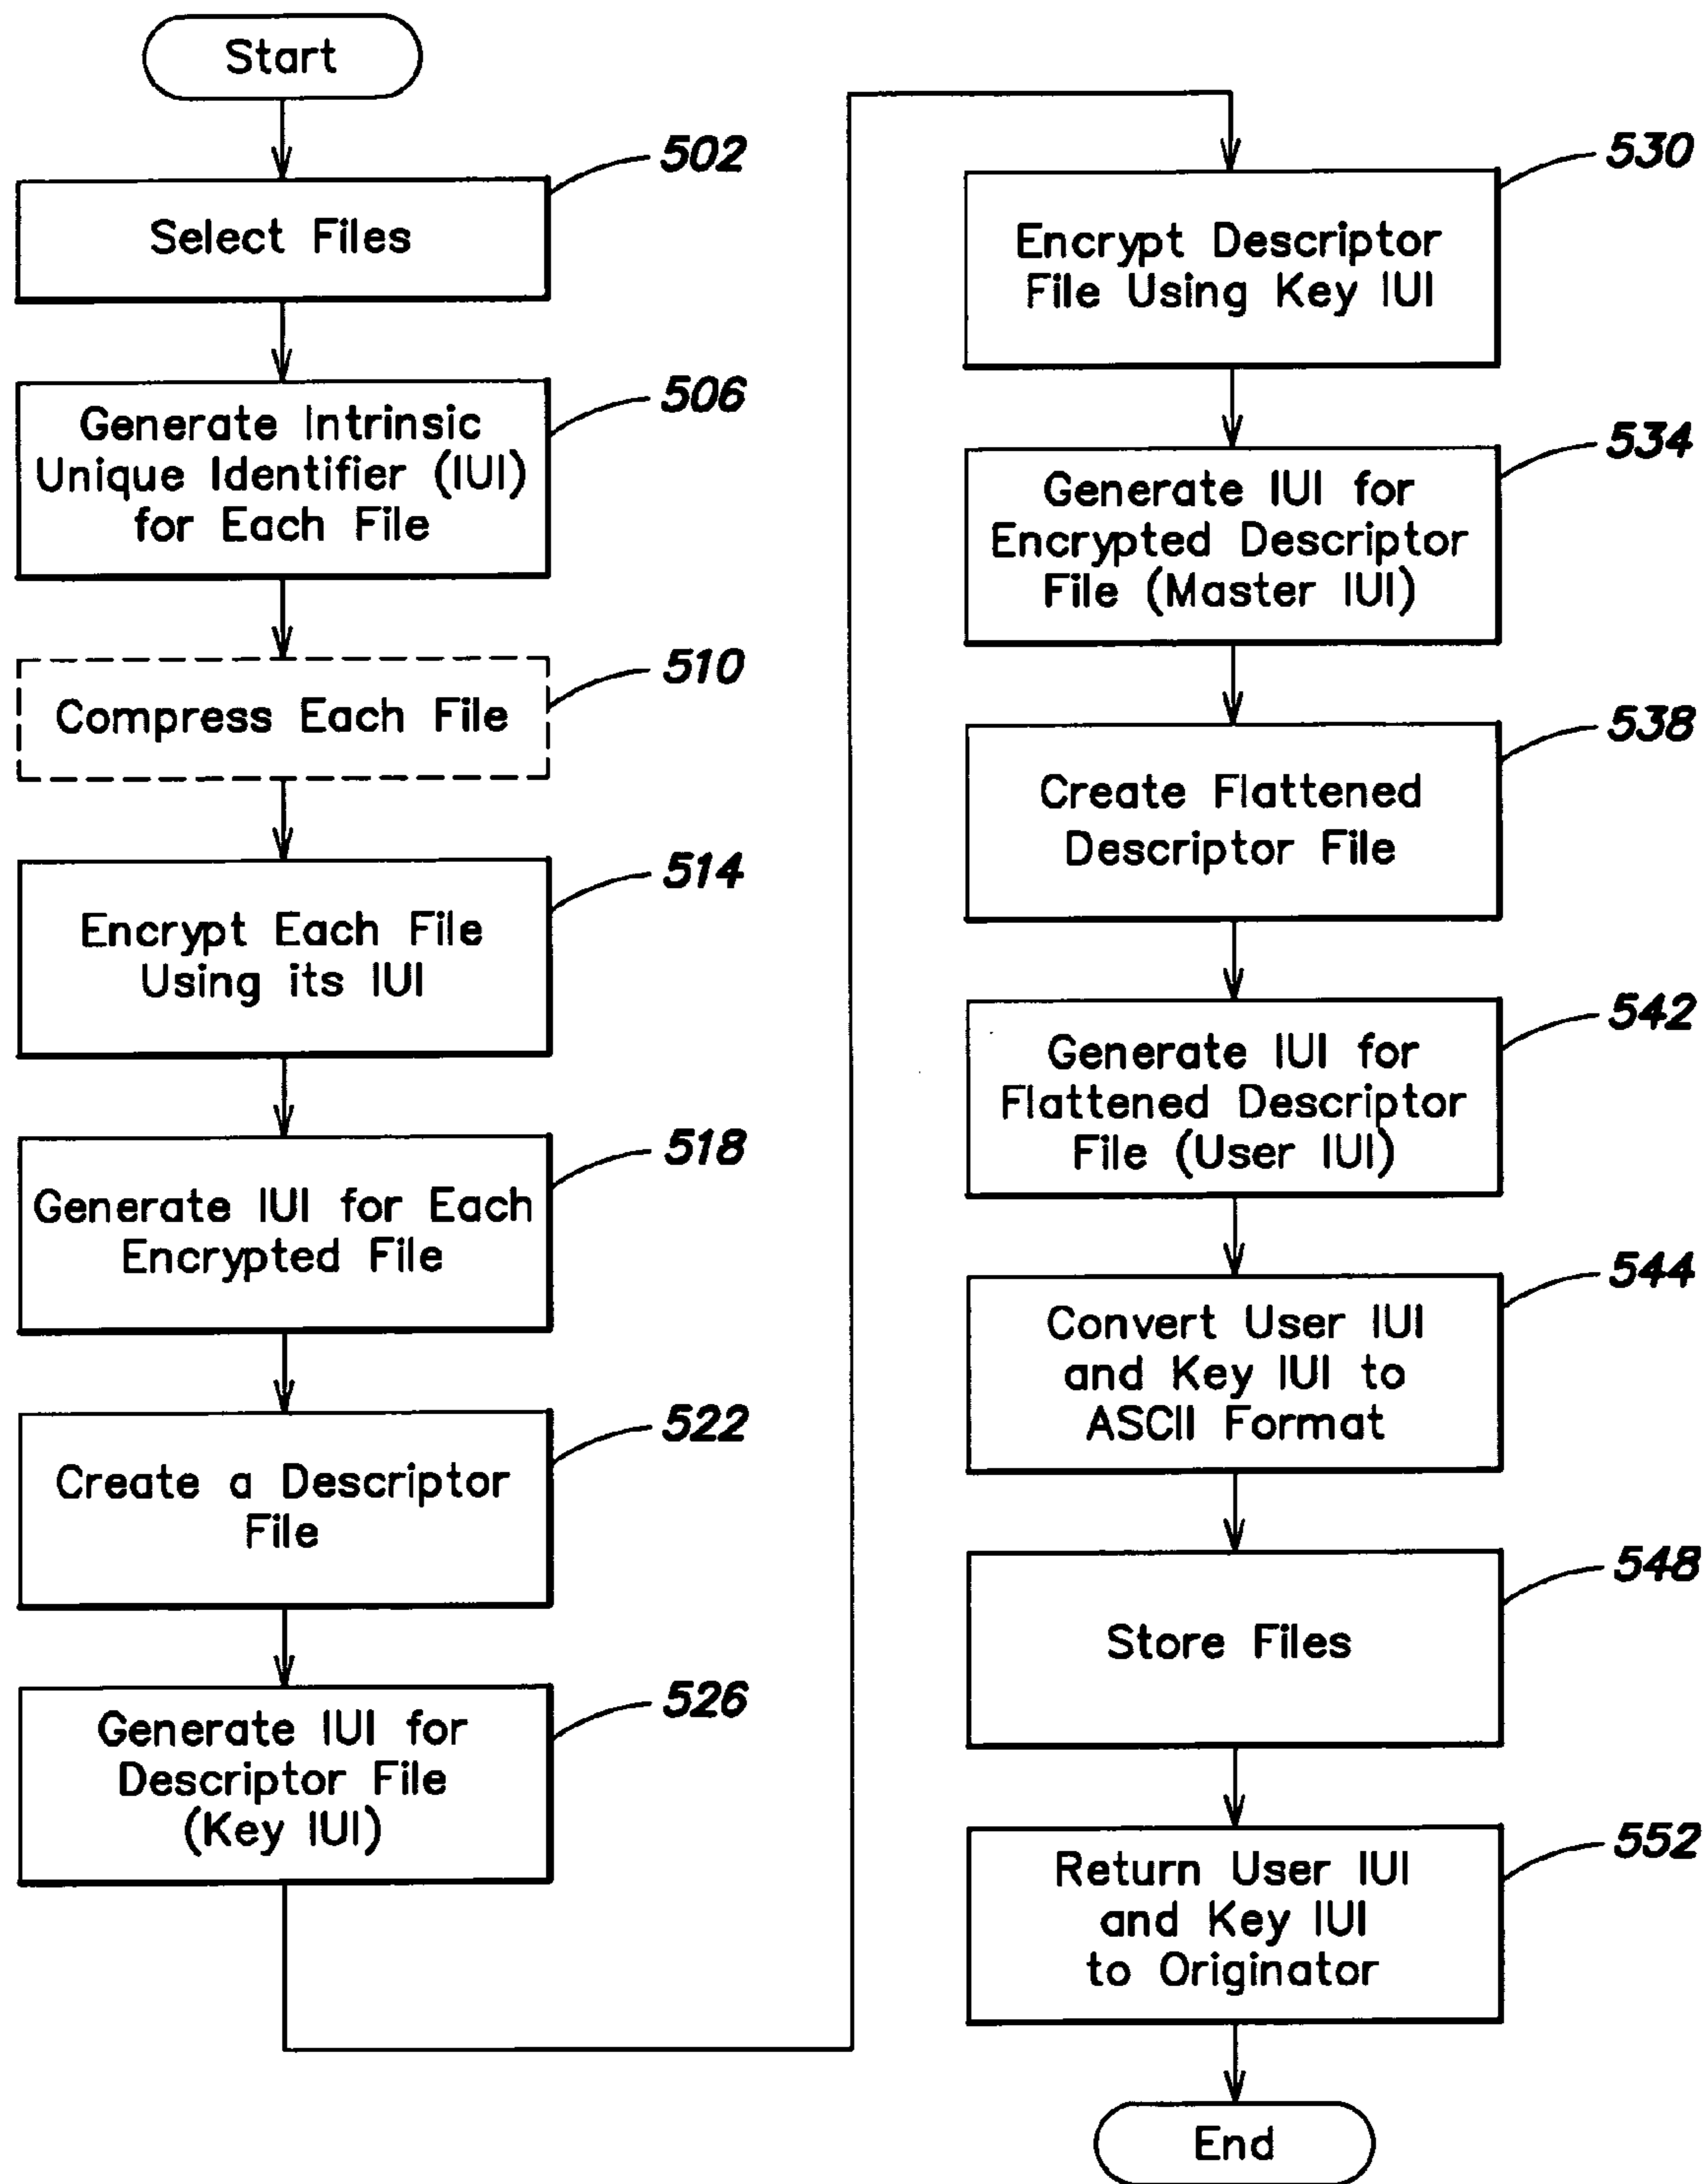 Start
502
Select Files
506
Generate Intrinsic
Unique Identifier (IUI)
for Each File
510
Compress Each File
514
Encrypt Each File
Using its IUI
518
Generate IUI for Each
Encrypted File
522
Create a Descriptor
File
526
Generate IUI for
Descriptor File
(Key IUI)
530
Encrypt Descriptor
File Using Key IUI
534
Generate IUI for
Encrypted Descriptor
File (Master IUI)
538
Create Flattened
Descriptor File
542
Generate IUI for
Flattened Descriptor
File (User IUI)
544
Convert User IUI
and Key IUI to
ASCII Format
548
Store Files
552
Return User IUI
and Key IUI
to Originator
End